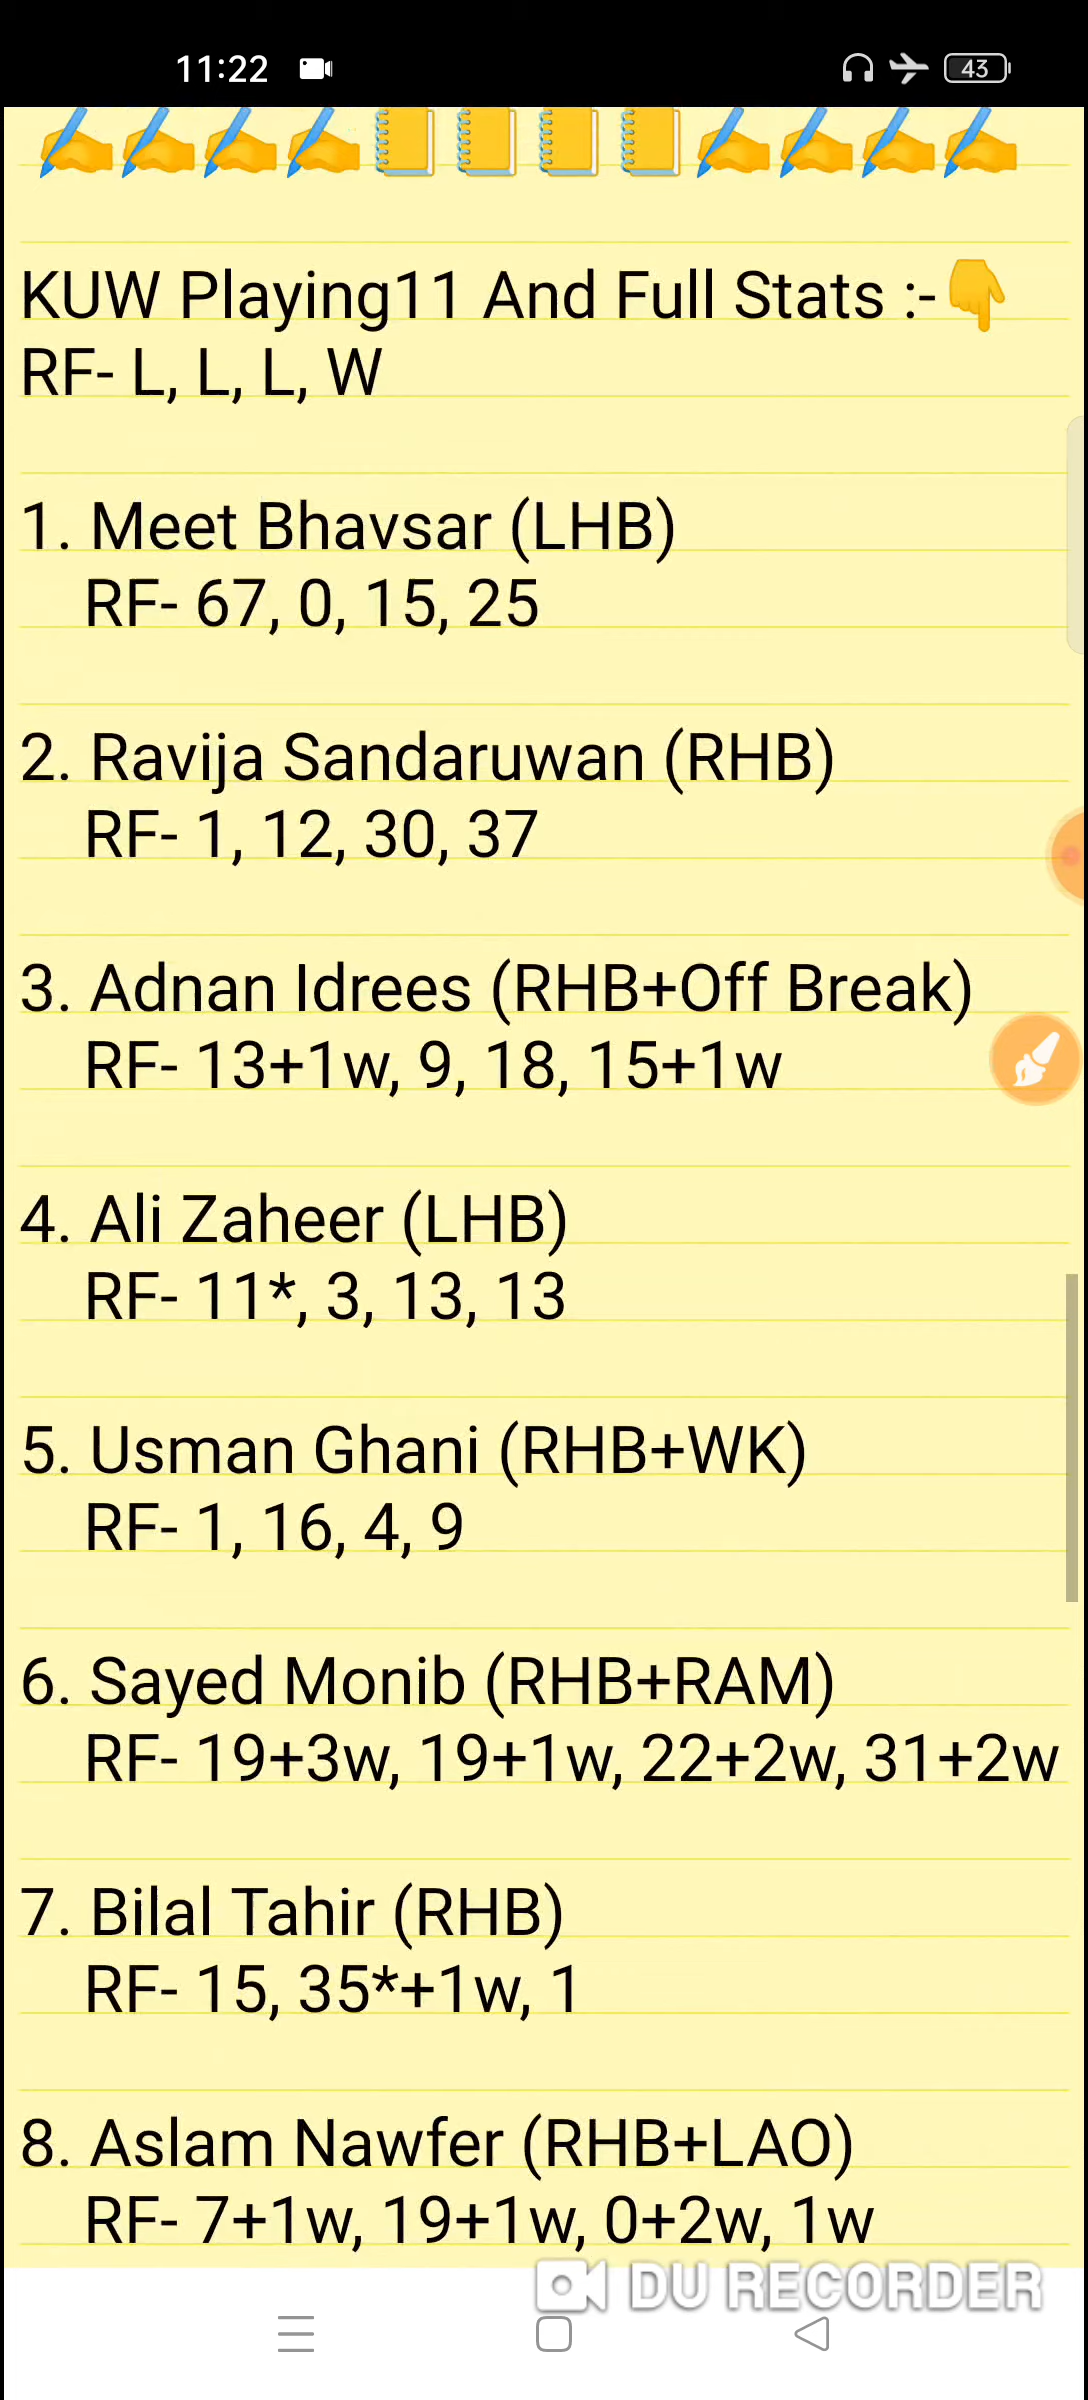 11:22
43
KUW Playing11 And Full Stats :-👇
RF- L, L, L, W
1. Meet Bhavsar (LHB)
RF- 67, 0, 15, 25
2. Ravija Sandaruwan (RHB)
RF- 1, 12, 30, 37
3. Adnan Idrees (RHB+Off Break)
RF- 13+1w, 9, 18, 15+1w
4. Ali Zaheer (LHB)
RF- 11*, 3, 13, 13
5. Usman Ghani (RHB+WK)
RF- 1, 16, 4, 9
6. Sayed Monib (RHB+RAM)
RF- 19+3w, 19+1w, 22+2w, 31+2w
7. Bilal Tahir (RHB)
RF- 15, 35*+1w, 1
8. Aslam Nawfer (RHB+LAO)
RF- 7+1w, 19+1w, 0+2w, 1w
DU RECORDER